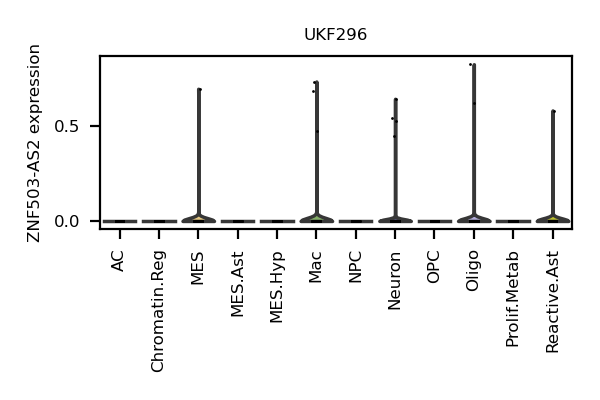 UKF296
ZNF503-AS2 expression
0.5
0.0
AC
Chromatin.Reg
MES
MES.Ast
MES.Hyp
Mac
NPC
Neuron
OPC
Oligo
Prolif.Metab
Reactive.Ast